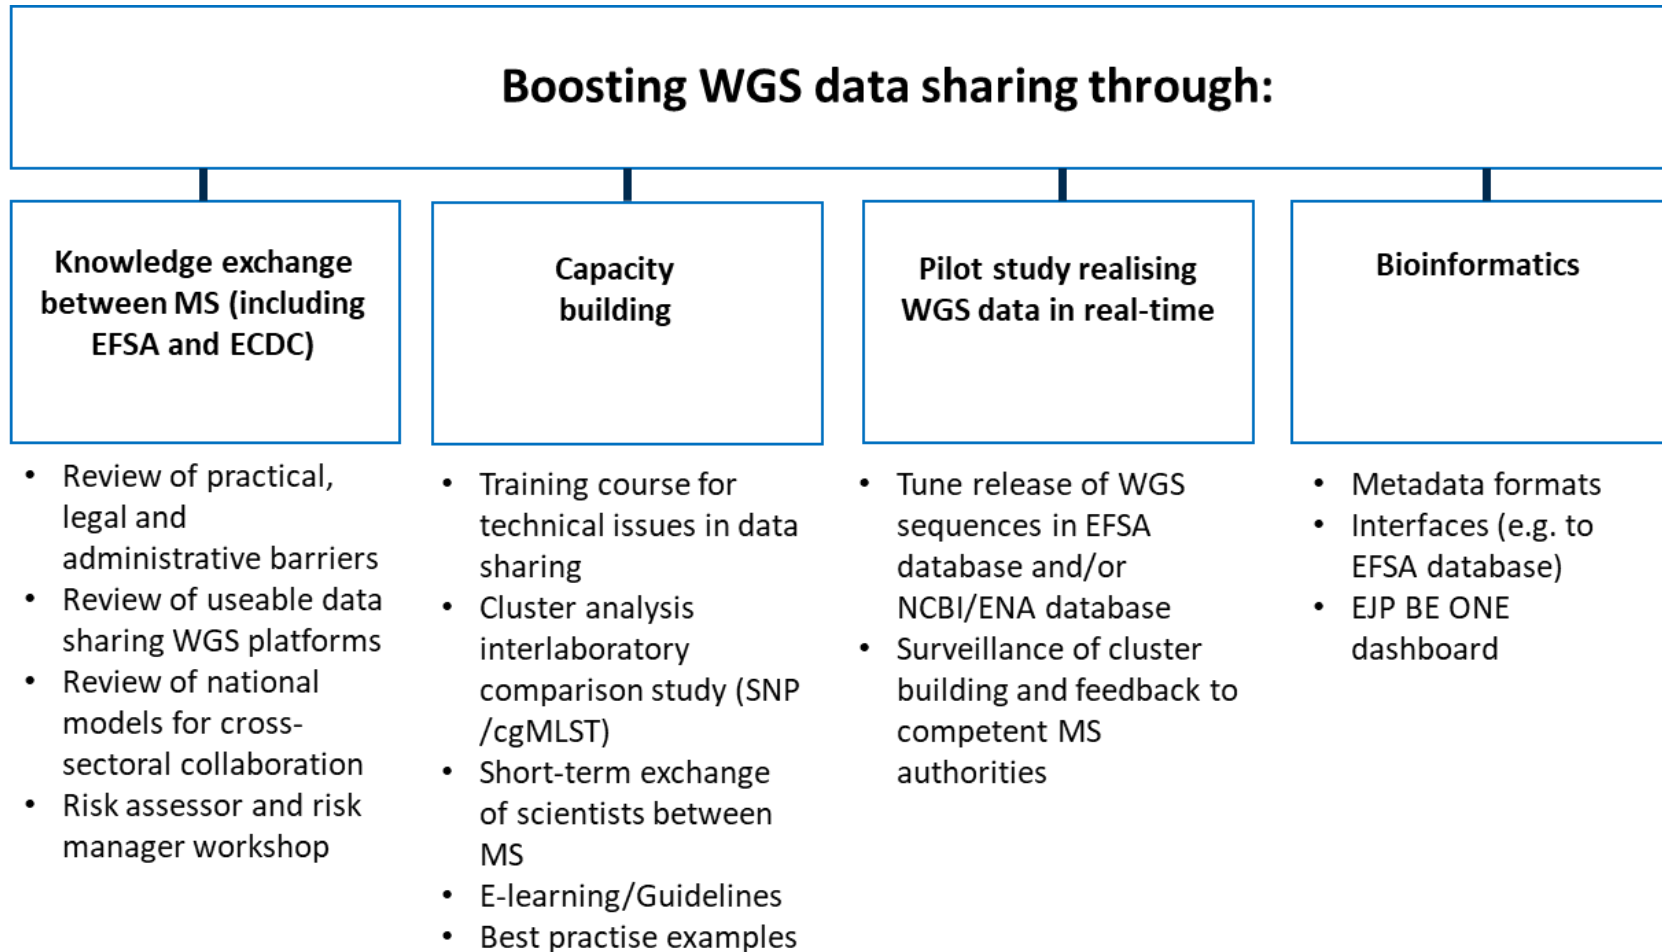 Boosting WGS data sharing through:
Knowledge exchange
between MS (including
EFSA and ECDC)
• Review of practical,
legal and
administrative barriers
• Review of useable data
sharing WGS platforms
• Review of national
models for cross-
sectoral collaboration
• Risk assessor and risk
manager workshop
Capacity
building
• Training course for
technical issues in data
sharing
• Cluster analysis
interlaboratory
comparison study (SNP
/cgMLST)
• Short-term exchange
of scientists between
MS
• E-learning/Guidelines
• Best practise examples
Pilot study realising
WGS data in real-time
• Tune release of WGS
sequences in EFSA
database and/or
NCBI/ENA database
• Surveillance of cluster
building and feedback to
competent MS
authorities
Bioinformatics
• Metadata formats
• Interfaces (e.g. to
EFSA database)
• EJP BE ONE
dashboard